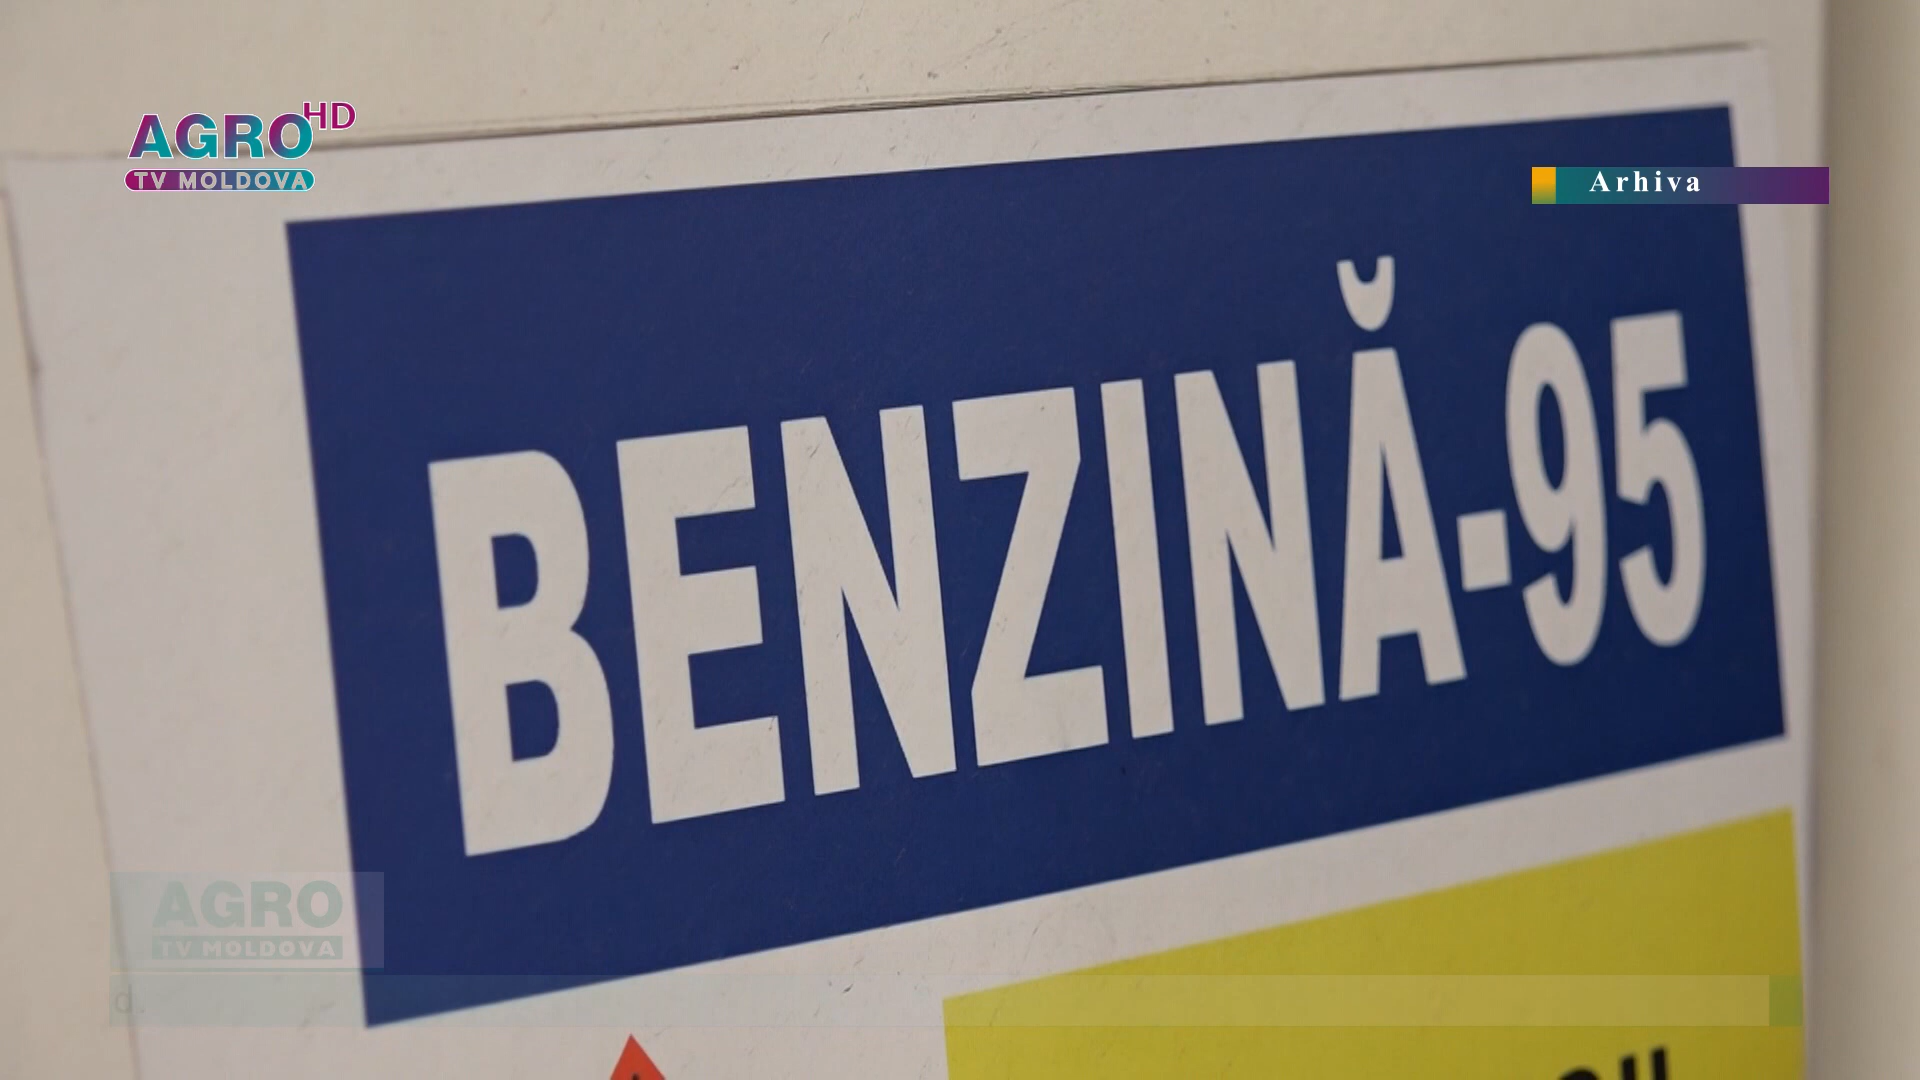 AGRO HD
TV MOLDOVA
Arhiva
BENZINĂ-95
AGRO
TV MOLDOVA
d.